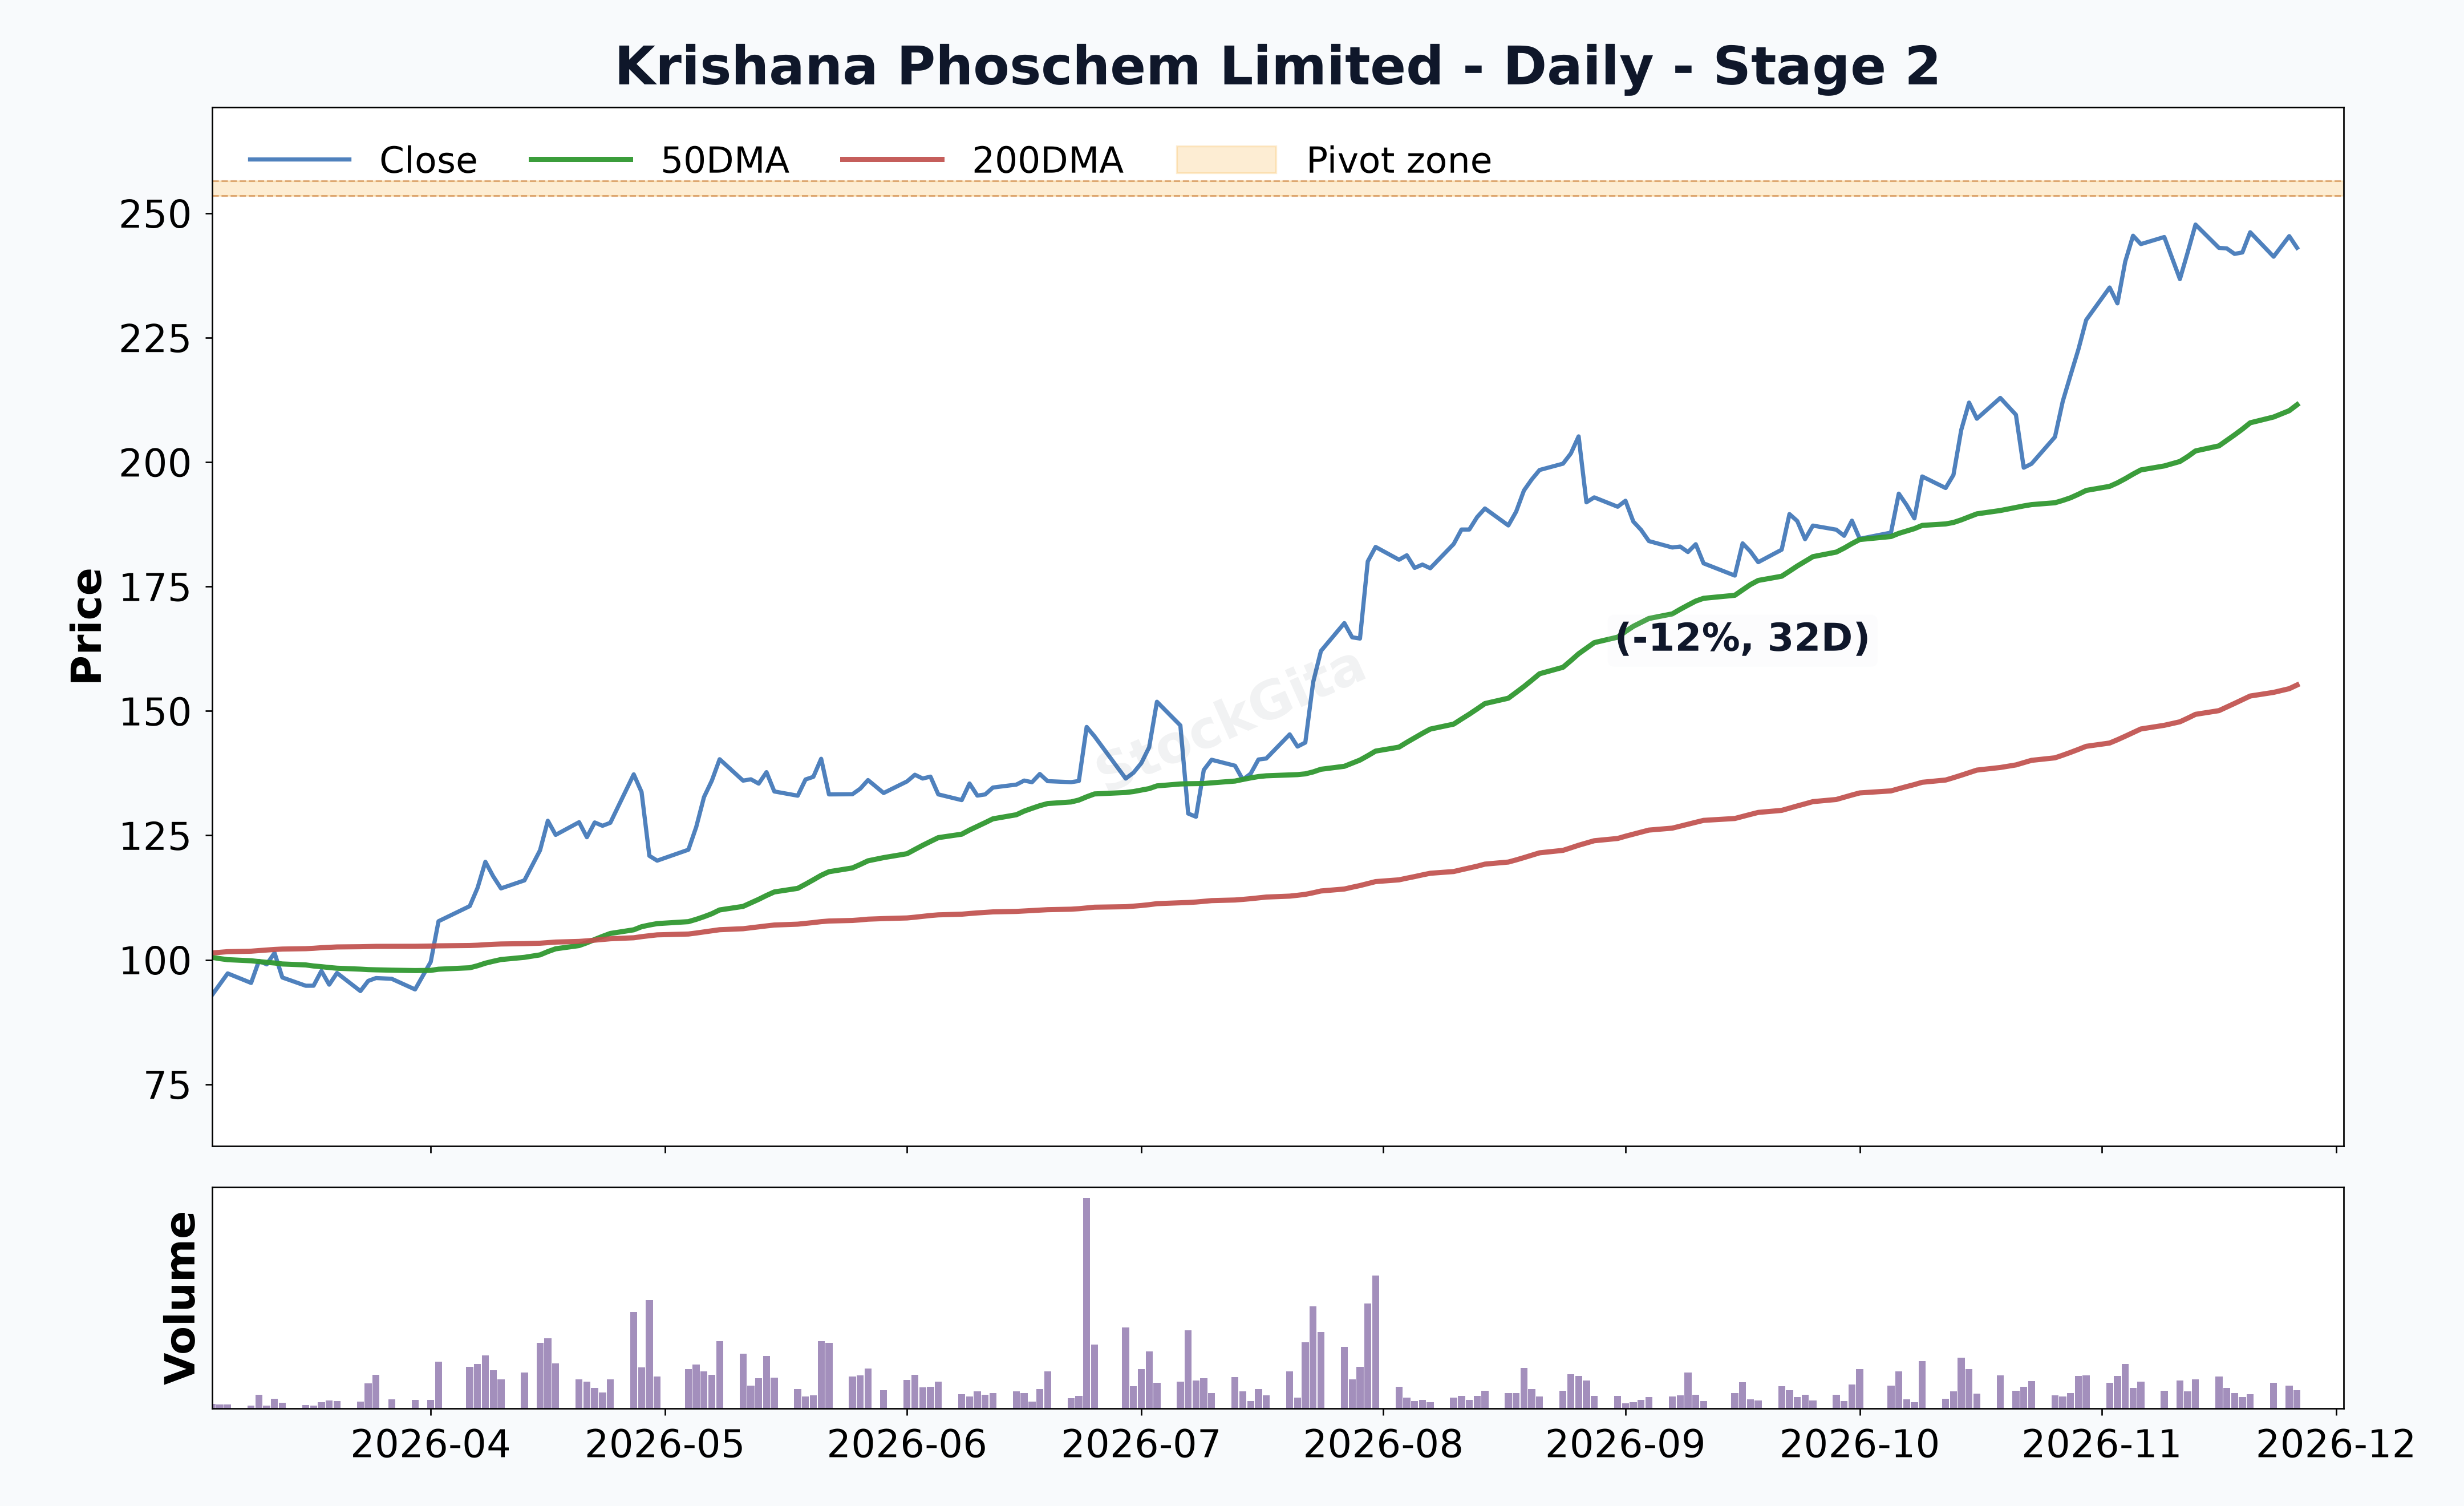 Krishana Phoschem Limited - Daily - Stage 2
Close 50DMA 200DMA Pivot zone
250
225
200
175
150
125
100
75
Price
(-12%, 32D)
StockGita
Volume
2026-04 2026-05 2026-06 2026-07 2026-08 2026-09 2026-10 2026-11 2026-12